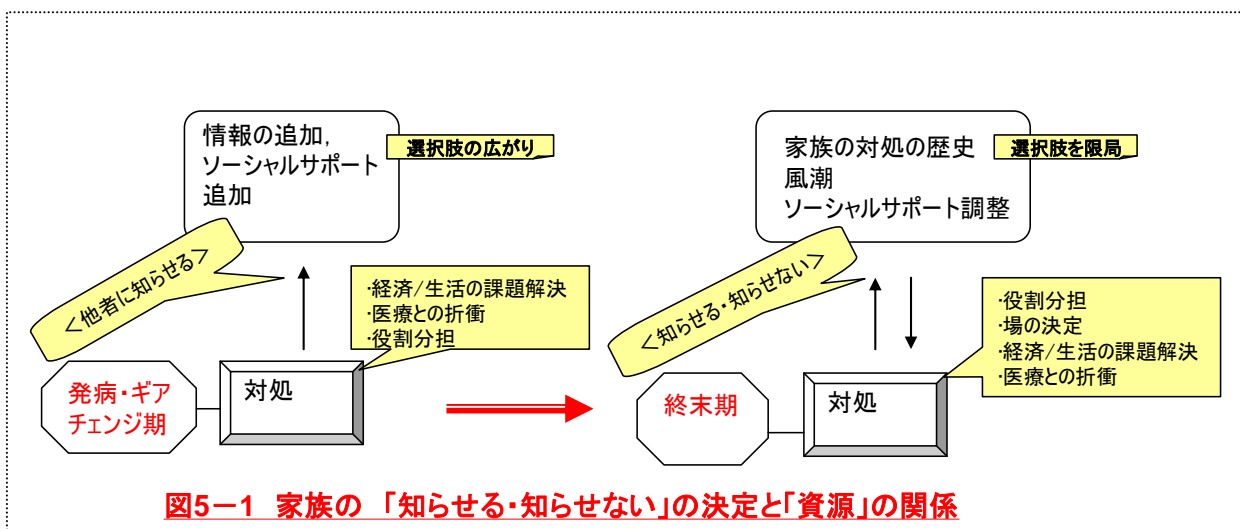 情報の追加,
ソーシャルサポート
追加
選択肢の広がり
＜他者に知らせる＞
･経済/生活の課題解決
･医療との折衝
･役割分担
発病・ギア
チェンジ期
対処
家族の対処の歴史
風潮
ソーシャルサポート調整
選択肢を限局
＜知らせる・知らせない＞
･役割分担
･場の決定
･経済/生活の課題解決
･医療との折衝
終末期
対処
図5－1 家族の 「知らせる・知らせない」の決定と「資源」の関係